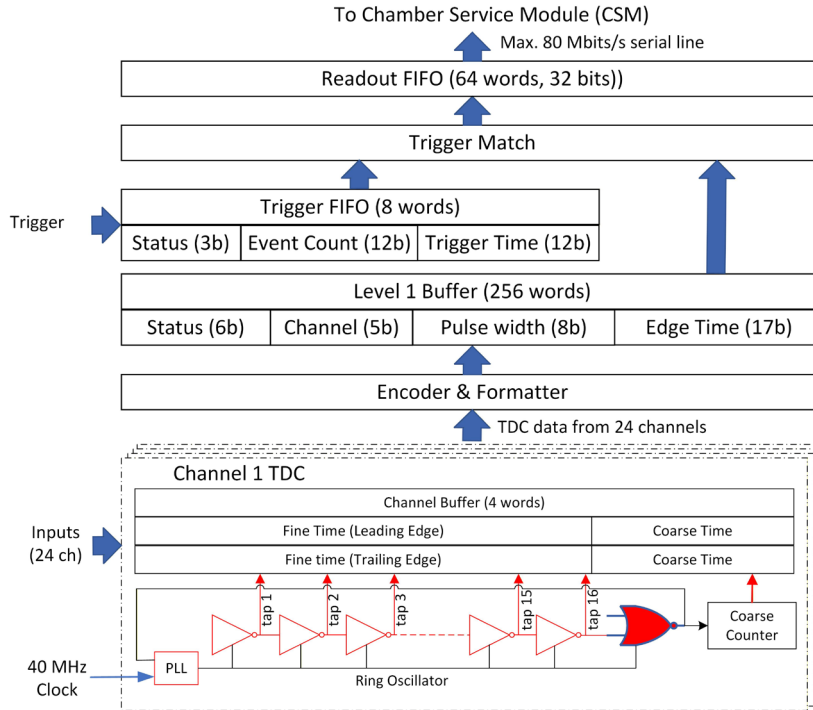 To Chamber Service Module (CSM)
Max. 80 Mbits/s serial line
Readout FIFO (64 words, 32 bits))
Trigger Match
Trigger
Trigger FIFO (8 words)
Status (3b) Event Count (12b) Trigger Time (12b)
Level 1 Buffer (256 words)
Status (6b) Channel (5b) Pulse width (8b) Edge Time (17b)
Encoder & Formatter
TDC data from 24 channels
Channel 1 TDC
Channel Buffer (4 words)
Inputs
(24 ch)
Fine Time (Leading Edge) Coarse Time
Fine time (Trailing Edge) Coarse Time
tap 1 tap 2 tap 3 tap 15 tap 16
Coarse
Counter
PLL
40 MHz
Clock
Ring Oscillator